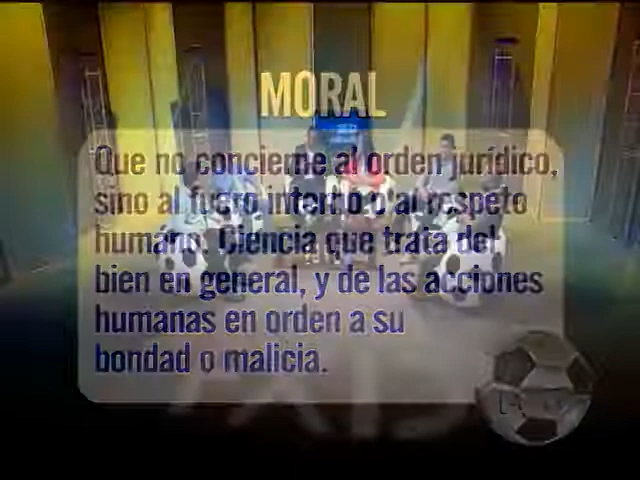 MORAL
Que no concierne al orden jurídico,
sino al fuero interno o al respeto
humano. Ciencia que trata del
bien en general, y de las acciones
humanas en orden a su
bondad o malicia.